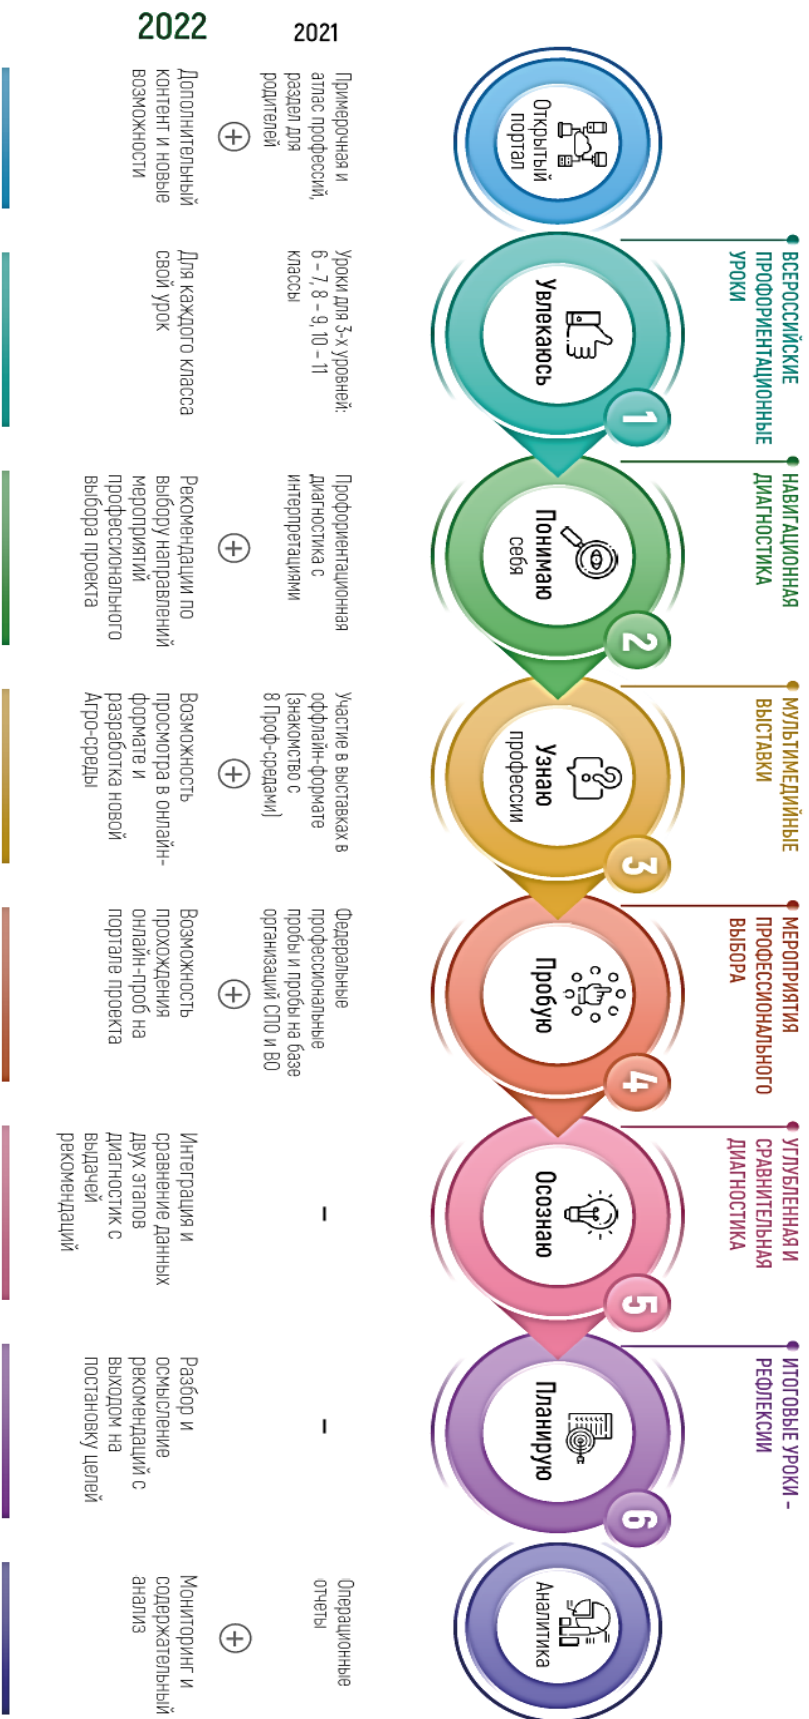 ВСЕРОССИЙСКИЕ
ПРОФОРИЕНТАЦИОННЫЕ
УРОКИ
НАВИГАЦИОННАЯ
ДИАГНОСТИКА
МУЛЬТИМЕДИЙНЫЕ
ВЫСТАВКИ
МЕРОПРИЯТИЯ
ПРОФЕССИОНАЛЬНОГО
ВЫБОРА
УГЛУБЛЕННАЯ И
СРАВНИТЕЛЬНАЯ
ДИАГНОСТИКА
ИТОГОВЫЕ УРОКИ –
РЕФЛЕКСИИ
Открытый
портал
Увлекаюсь
1
Понимаю
себя
2
Узнаю
профессии
3
Пробую
4
Осознаю
5
Планирую
6
Аналитика
2021
Примерочная и
атлас профессий,
раздел для
родителей
Уроки для 3-х уровней:
6 – 7, 8 – 9, 10 – 11
классы
Профориентационная
диагностика с
интерпретациями
Участие в выставках в
оффлайн-формате
(знакомство с
8 Проф-средами)
Федеральные
профессиональные
пробы и пробы на базе
организаций СПО и ВО
–
–
Операционные
отчеты
+
+
+
+
+
2022
Дополнительный
контент и новые
возможности
Для каждого класса
свой урок
Рекомендации по
выбору направлений
мероприятий
профессионального
выбора проекта
Возможность
просмотра в онлайн-
формате и
разработка новой
Агро-среды
Возможность
прохождения
онлайн-проб на
портале проекта
Интеграция и
сравнение данных
двух этапов
диагностик с
выдачей
рекомендаций
Разбор и
осмысление
рекомендаций с
выходом на
постановку целей
Мониторинг и
содержательный
анализ